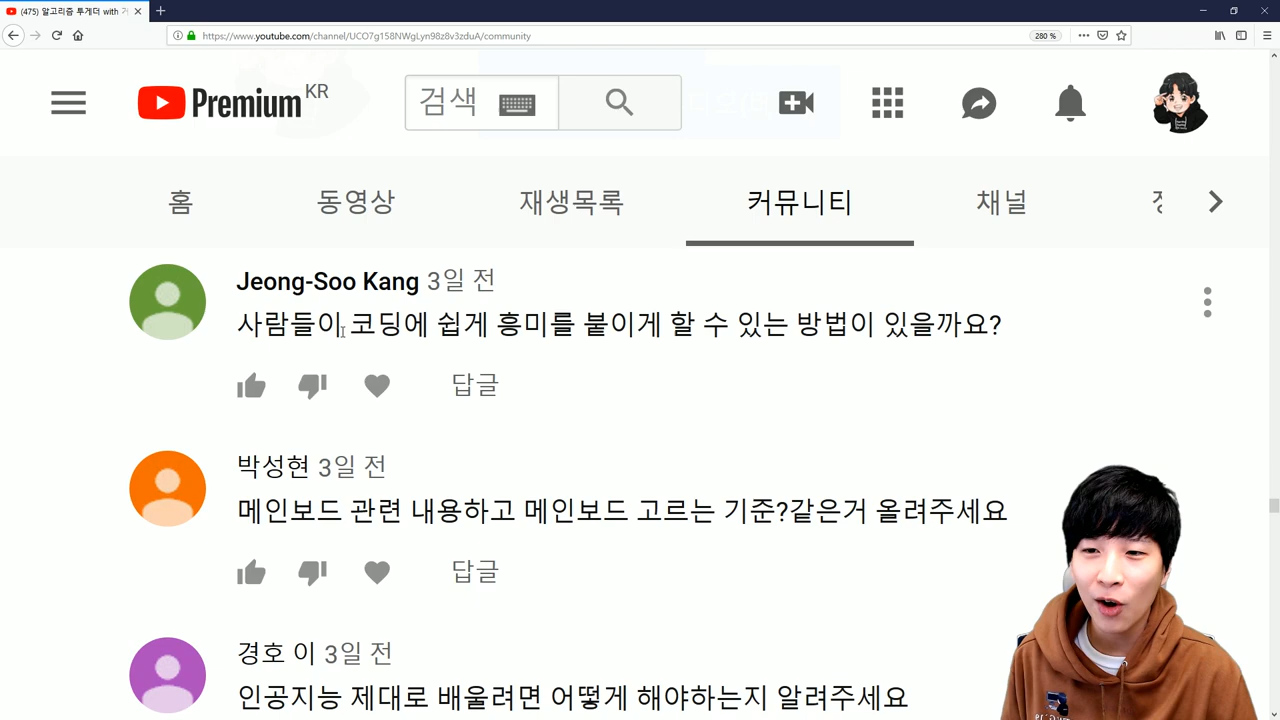 (475) 알고리즘 투게더 with
https://www.youtube.com/channel/UCO7g158NWgLyn98z8v3zduA/community
280 %
Premium KR
검색
홈 동영상 재생목록 커뮤니티 채널
Jeong-Soo Kang 3일 전
사람들이 코딩에 쉽게 흥미를 붙이게 할 수 있는 방법이 있을까요?
답글
박성현 3일 전
메인보드 관련 내용하고 메인보드 고르는 기준?같은거 올려주세요
답글
경호 이 3일 전
인공지능 제대로 배울려면 어떻게 해야하는지 알려주세요